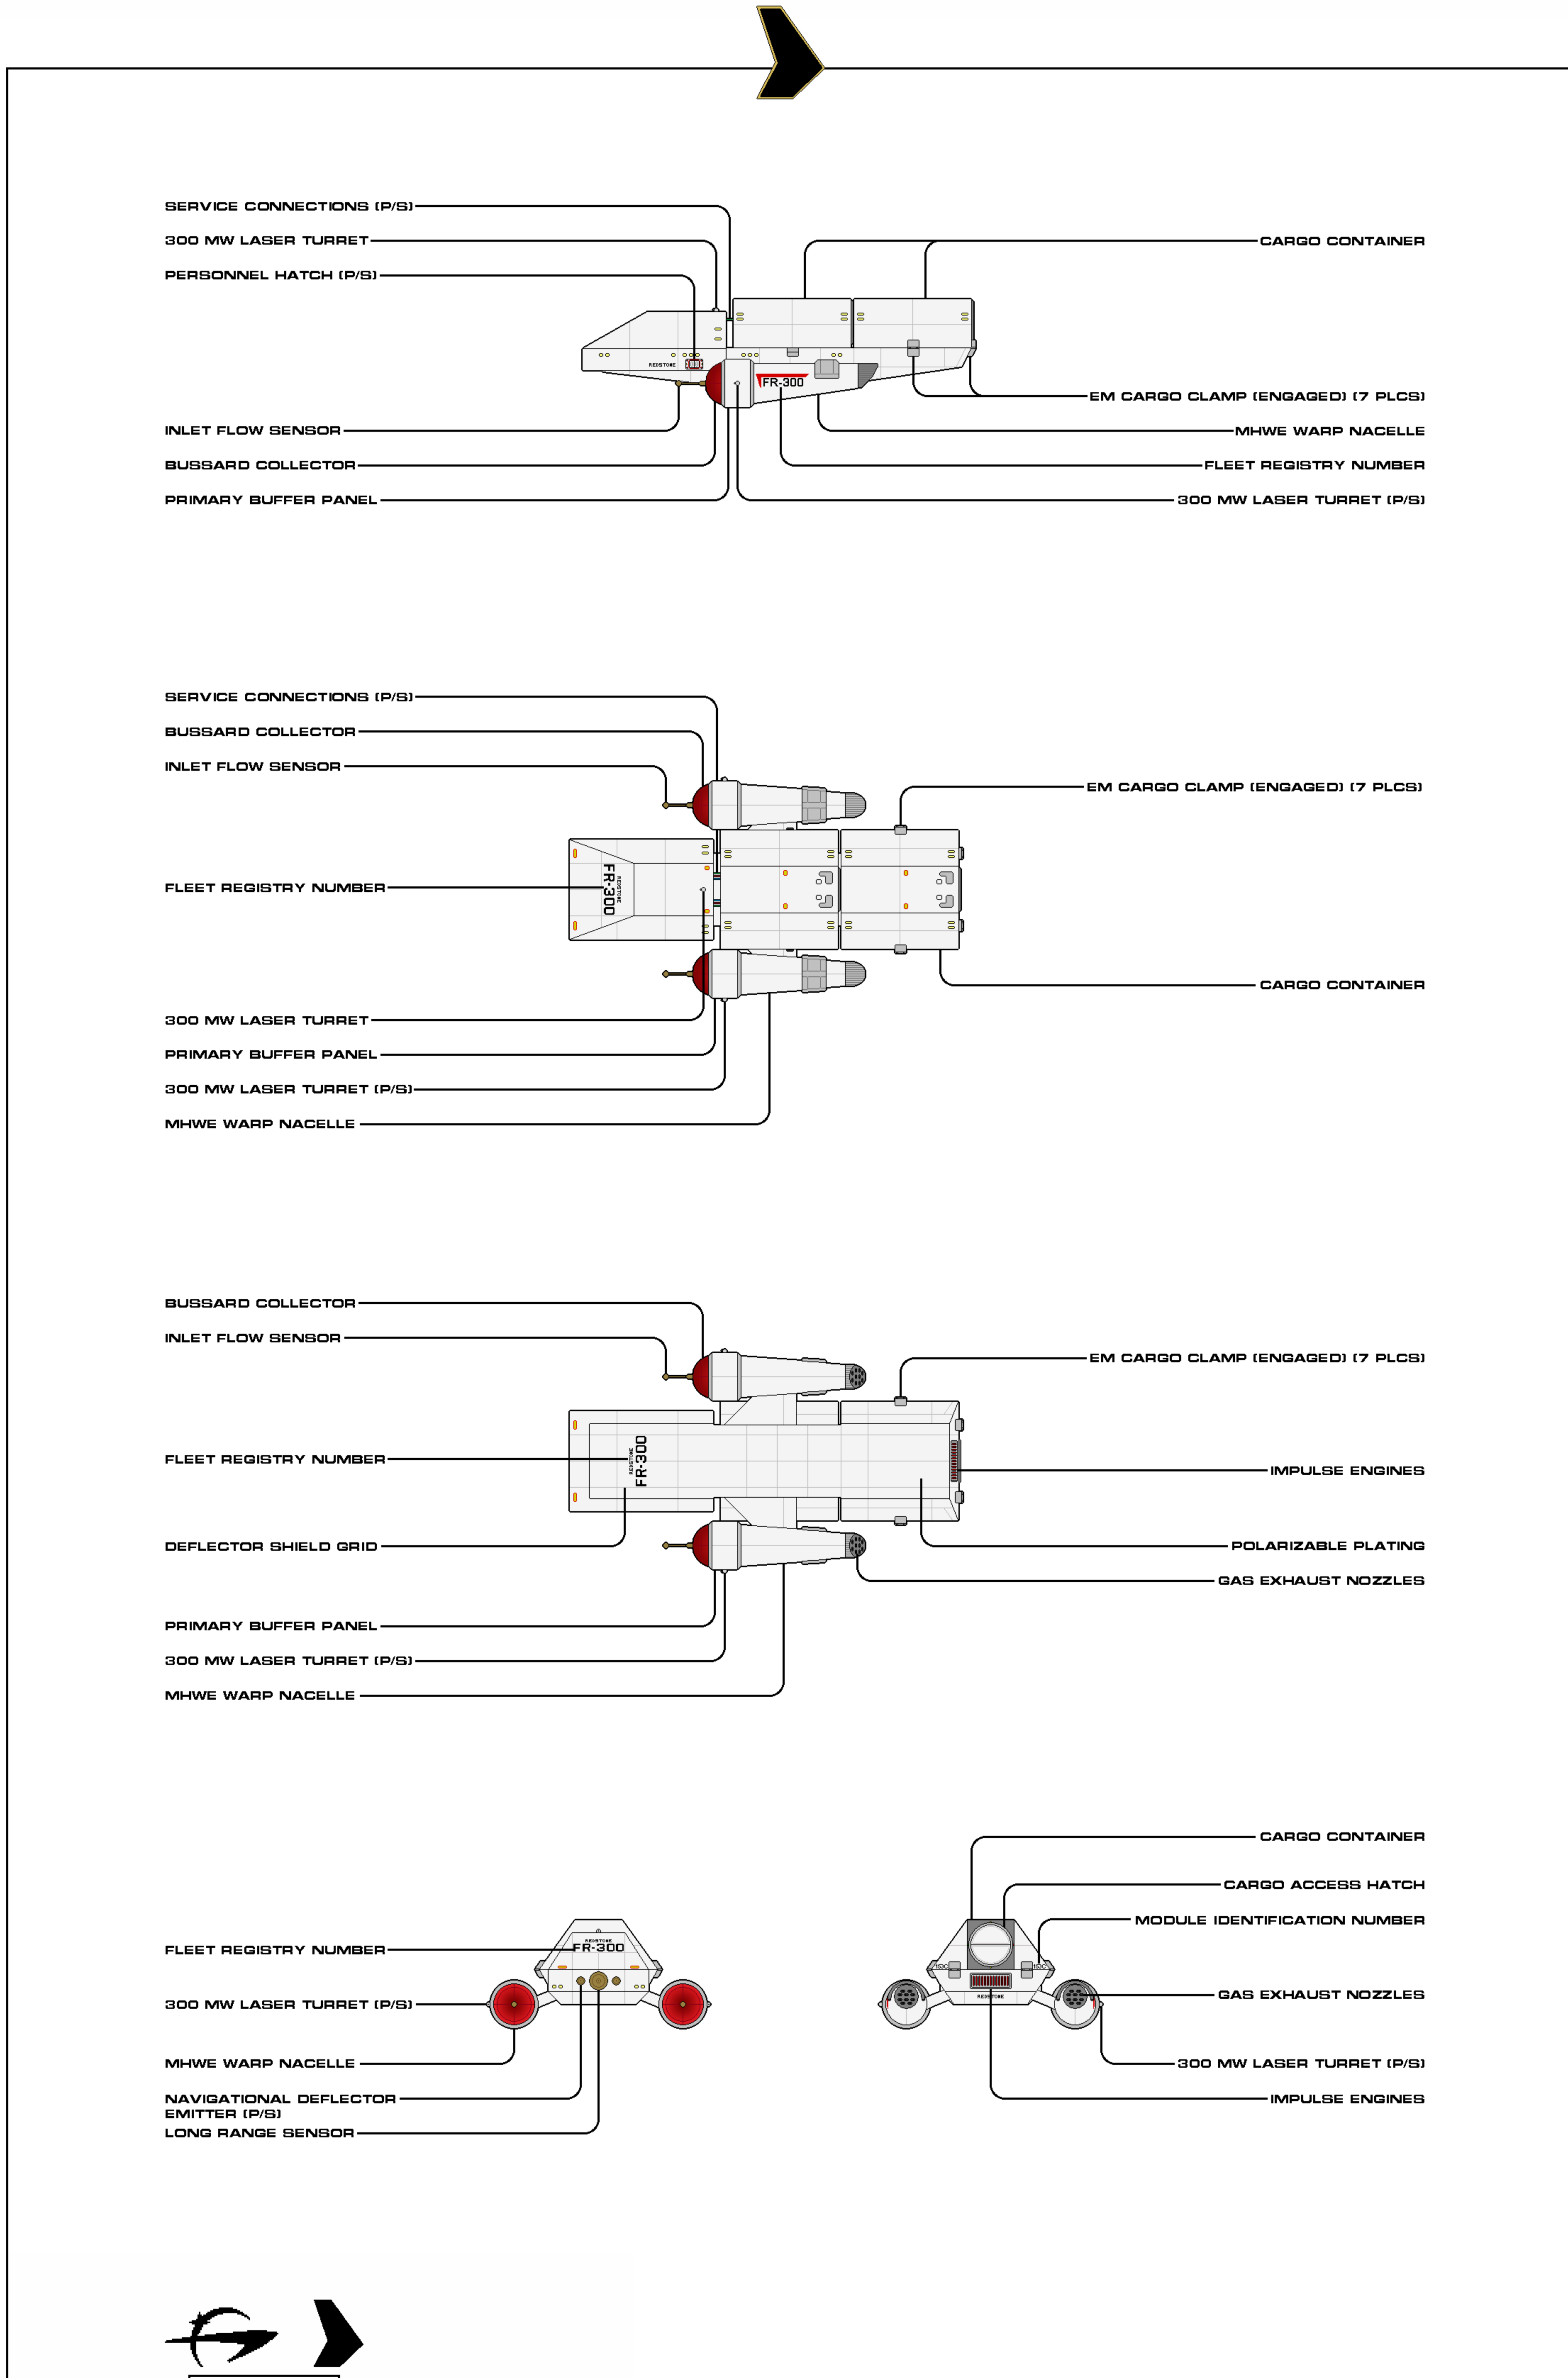 SERVICE CONNECTIONS (P/S)
300 MW LASER TURRET
CARGO CONTAINER
PERSONNEL HATCH (P/S)
REDSTONE
FR-300
EM CARGO CLAMP (ENGAGED) (7 PLCS)
INLET FLOW SENSOR
MHWE WARP NACELLE
BUSSARD COLLECTOR
FLEET REGISTRY NUMBER
PRIMARY BUFFER PANEL
300 MW LASER TURRET (P/S)
SERVICE CONNECTIONS (P/S)
BUSSARD COLLECTOR
INLET FLOW SENSOR
EM CARGO CLAMP (ENGAGED) (7 PLCS)
FLEET REGISTRY NUMBER
FR-300
REDSTONE
CARGO CONTAINER
300 MW LASER TURRET
PRIMARY BUFFER PANEL
300 MW LASER TURRET (P/S)
MHWE WARP NACELLE
BUSSARD COLLECTOR
INLET FLOW SENSOR
EM CARGO CLAMP (ENGAGED) (7 PLCS)
FLEET REGISTRY NUMBER
REDSTONE
FR-300
IMPULSE ENGINES
DEFLECTOR SHIELD GRID
POLARIZABLE PLATING
GAS EXHAUST NOZZLES
PRIMARY BUFFER PANEL
300 MW LASER TURRET (P/S)
MHWE WARP NACELLE
CARGO CONTAINER
CARGO ACCESS HATCH
MODULE IDENTIFICATION NUMBER
FLEET REGISTRY NUMBER
REDSTONE
FR-300
REDSTONE
GAS EXHAUST NOZZLES
300 MW LASER TURRET (P/S)
MHWE WARP NACELLE
300 MW LASER TURRET (P/S)
NAVIGATIONAL DEFLECTOR
EMITTER (P/S)
IMPULSE ENGINES
LONG RANGE SENSOR